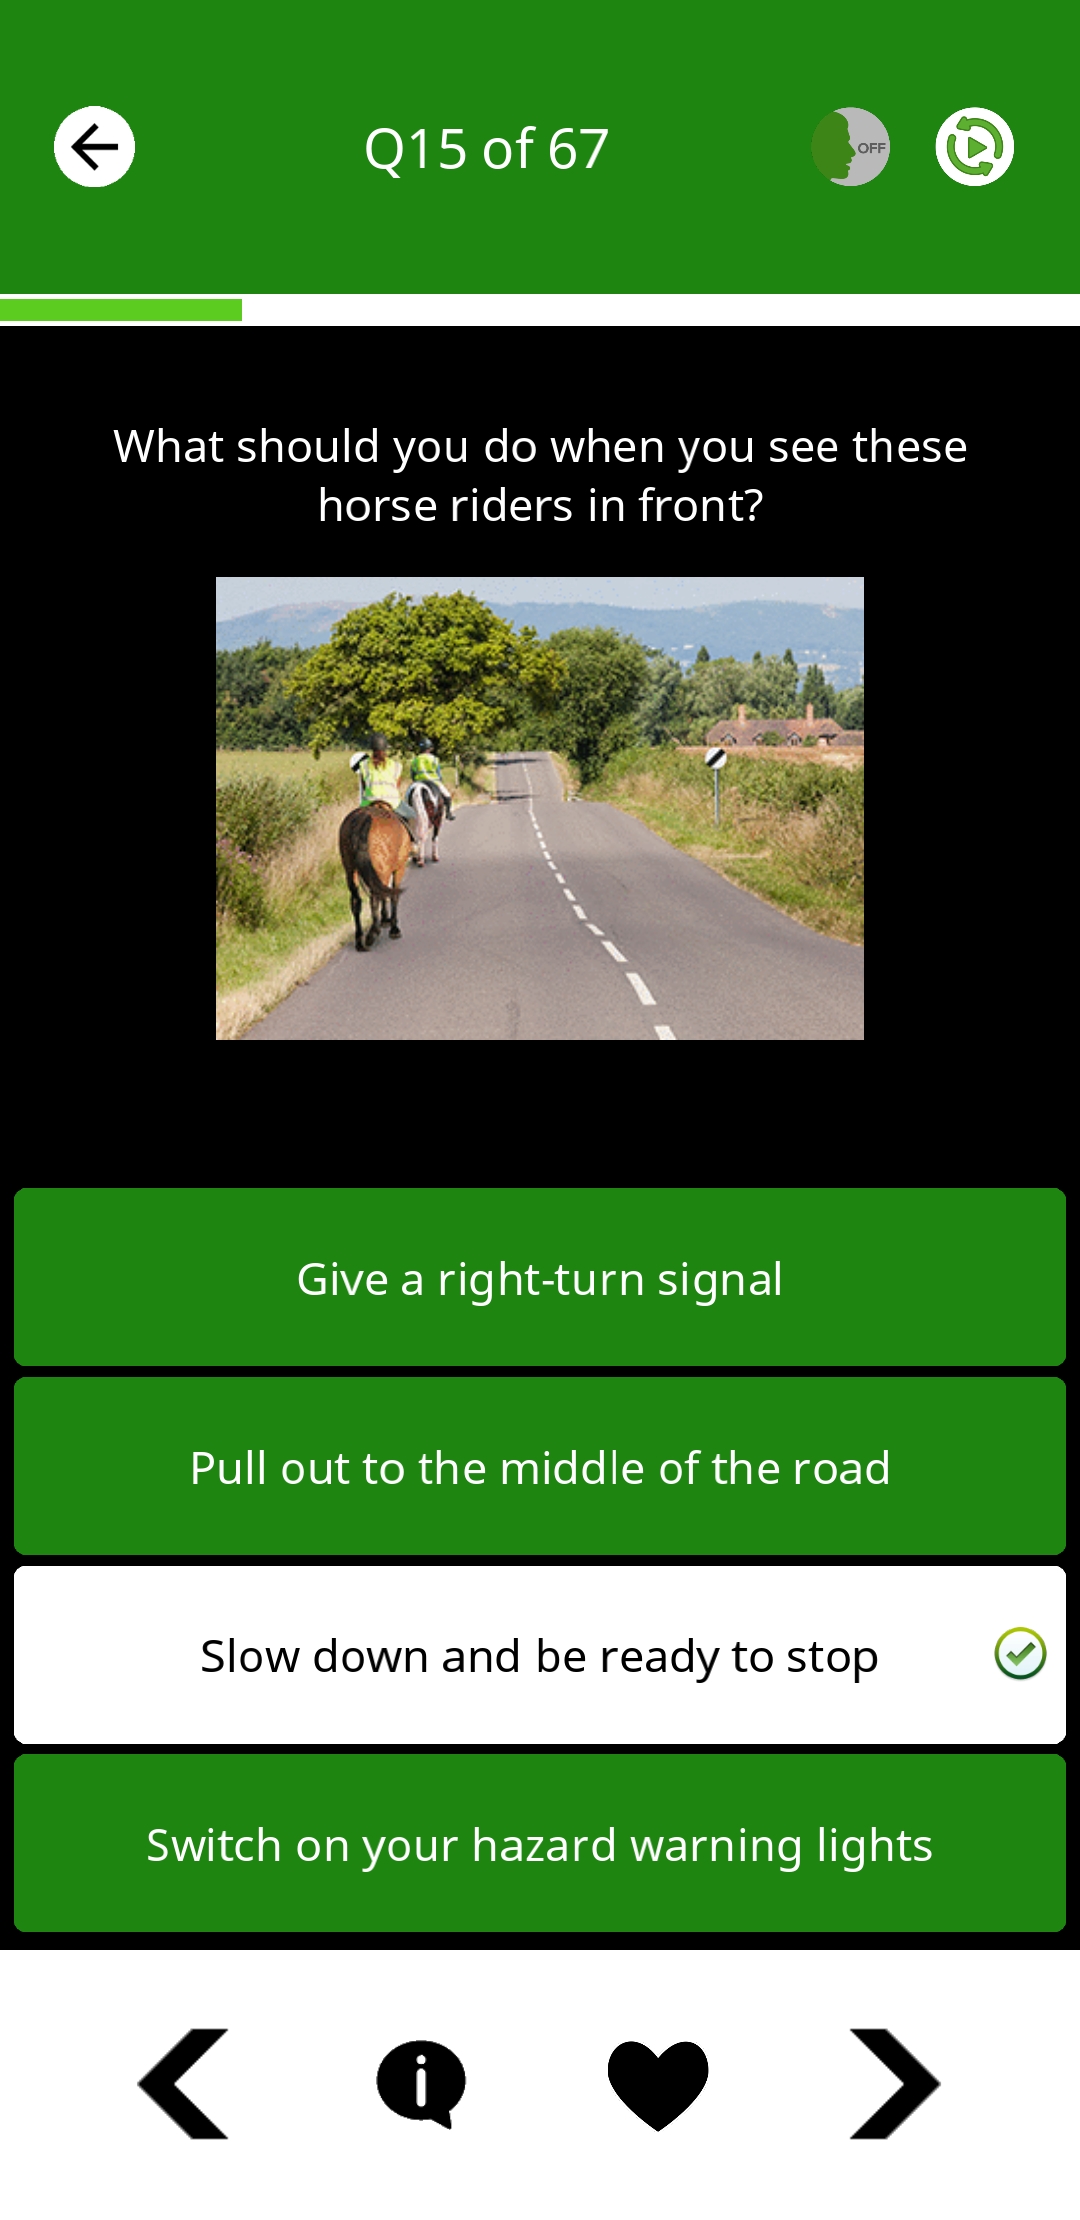 Q15 of 67
OFF
What should you do when you see these
horse riders in front?
Give a right-turn signal
Pull out to the middle of the road
Slow down and be ready to stop
Switch on your hazard warning lights